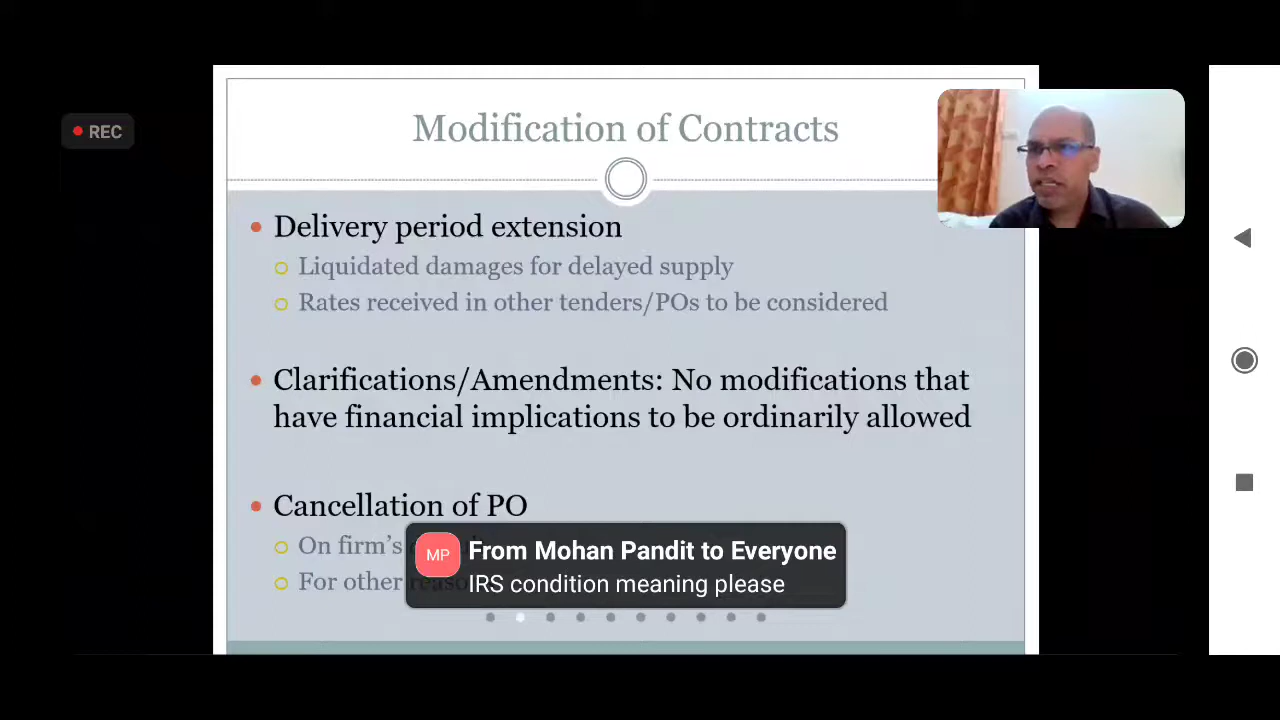 REC
Modification of Contracts
Delivery period extension
Liquidated damages for delayed supply
Rates received in other tenders/POs to be considered
Clarifications/Amendments: No modifications that
have financial implications to be ordinarily allowed
Cancellation of PO
On firm's
For other
MP
From Mohan Pandit to Everyone
IRS condition meaning please